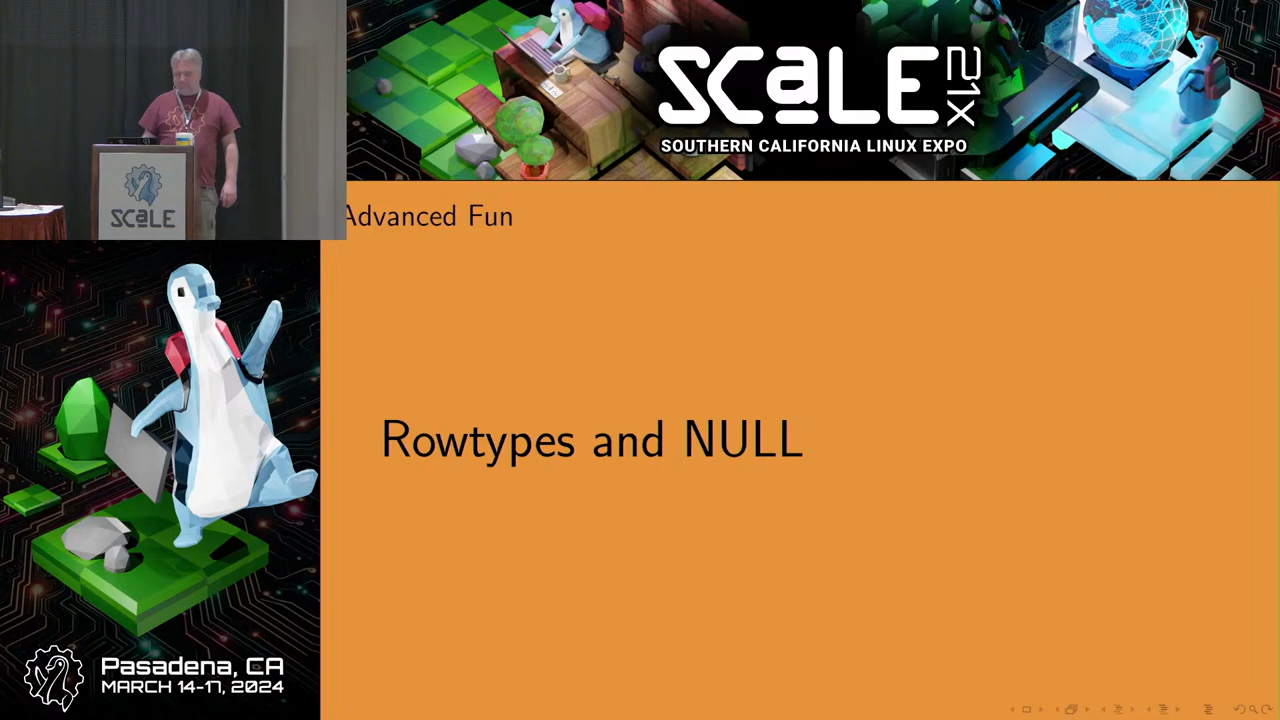 SCaLE
21x
SOUTHERN CALIFORNIA LINUX EXPO
SCaLE
Advanced Fun
Rowtypes and NULL
Pasadena, CA
MARCH 14-17, 2024